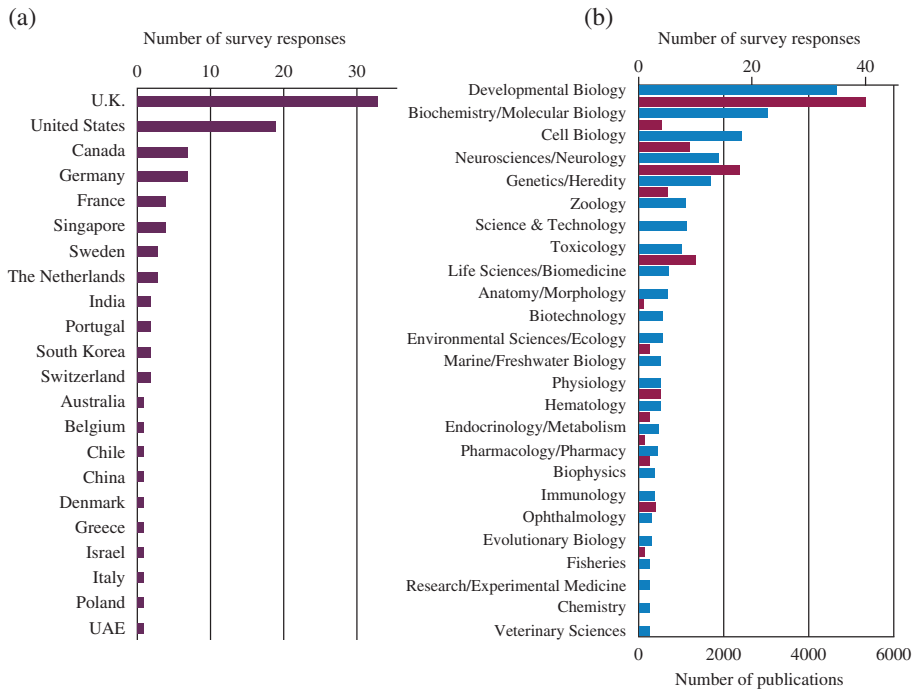 (a)
Number of survey responses
0 10 20 30
U.K.
United States
Canada
Germany
France
Singapore
Sweden
The Netherlands
India
Portugal
South Korea
Switzerland
Australia
Belgium
Chile
China
Denmark
Greece
Israel
Italy
Poland
UAE
(b)
Number of survey responses
0 20 40
Developmental Biology
Biochemistry/Molecular Biology
Cell Biology
Neurosciences/Neurology
Genetics/Heredity
Zoology
Science & Technology
Toxicology
Life Sciences/Biomedicine
Anatomy/Morphology
Biotechnology
Environmental Sciences/Ecology
Marine/Freshwater Biology
Physiology
Hematology
Endocrinology/Metabolism
Pharmacology/Pharmacy
Biophysics
Immunology
Ophthalmology
Evolutionary Biology
Fisheries
Research/Experimental Medicine
Chemistry
Veterinary Sciences
0 2000 4000 6000
Number of publications